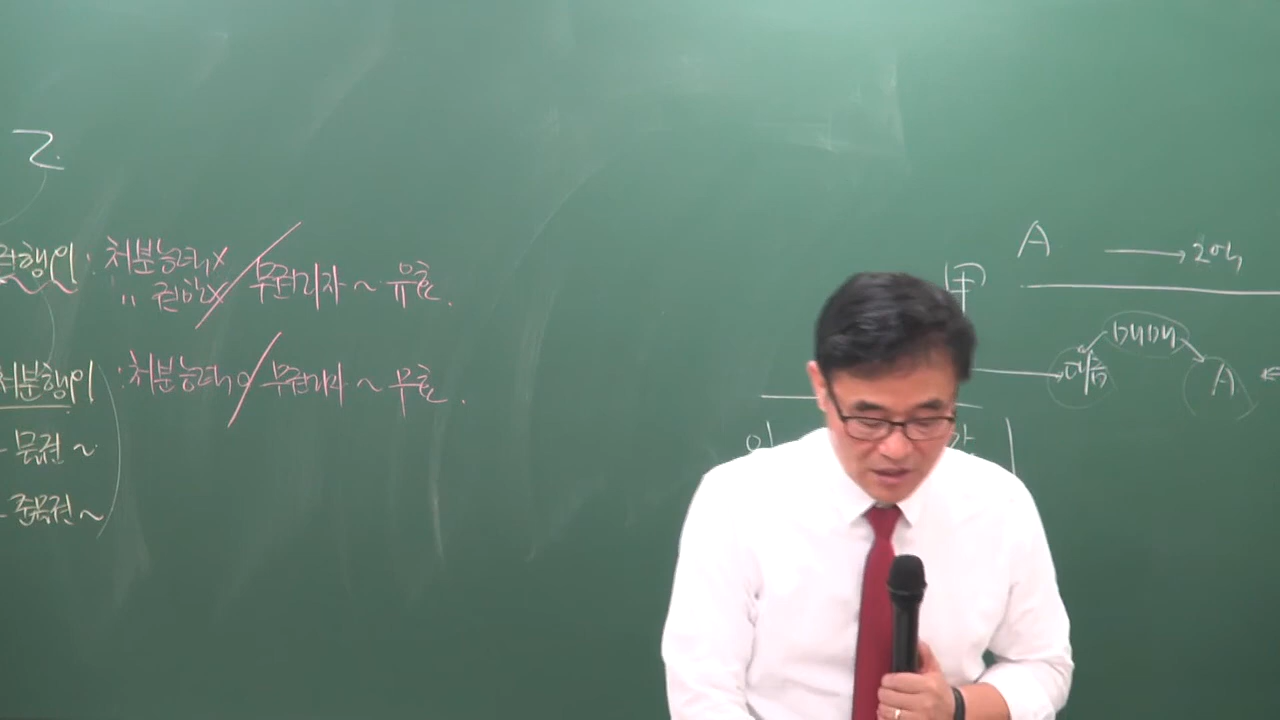 2.
권행위 : 처분능력 x
〃 권한 x 무권리자 ~ 유효.
처분행위 : 처분능력 o 무권리자 ~ 무효.
- 물권 ~
- 준물권 ~
A → 20억
甲
매매
A